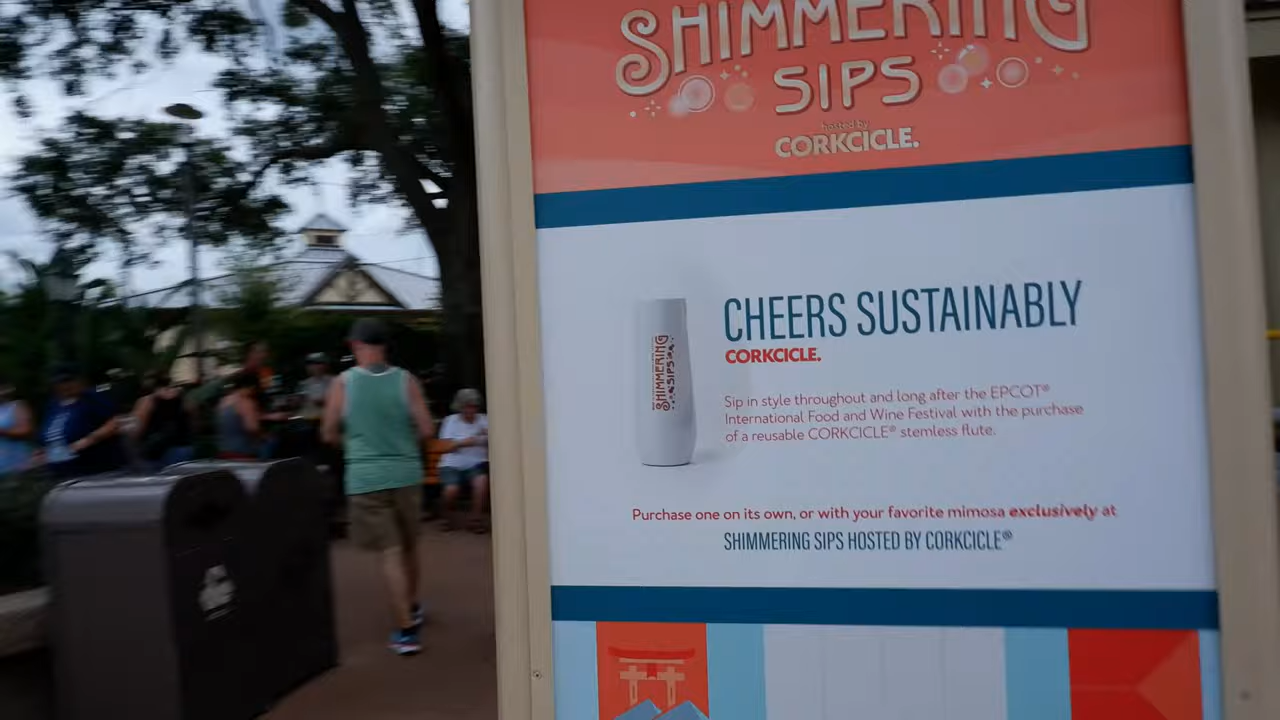 SHIMMERING
SIPS
hosted by
CORKCICLE.
CHEERS SUSTAINABLY
CORKCICLE.
SHIMMERING
SIPS
Sip in style throughout and long after the EPCOT®
International Food and Wine Festival with the purchase
of a reusable CORKCICLE® stemless flute.
Purchase one on its own, or with your favorite mimosa exclusively at
SHIMMERING SIPS HOSTED BY CORKCICLE®